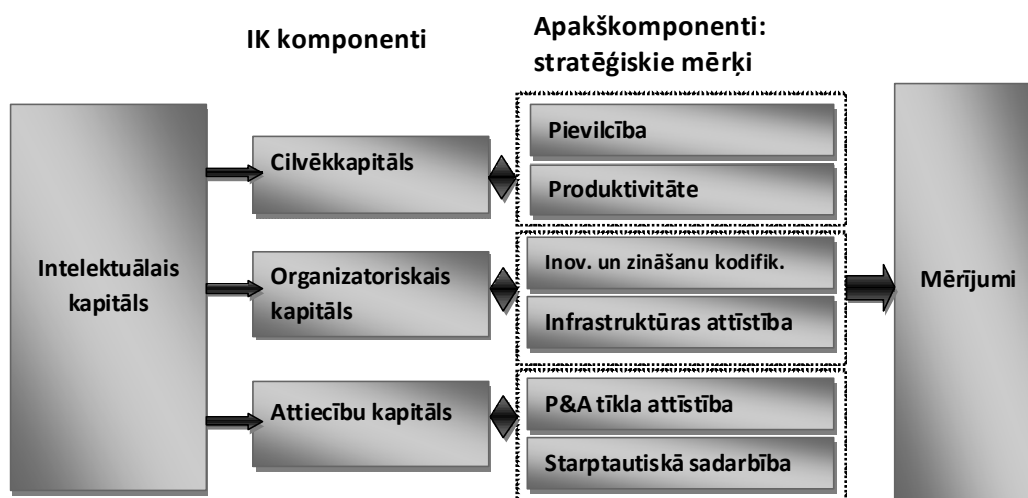 IK komponenti
Apakškomponenti:
stratēģiskie mērķi
Intelektuālais
kapitāls
Cilvēkkapitāls
Organizatoriskais
kapitāls
Attiecību kapitāls
Pievilcība
Produktivitāte
Inov. un zināšanu kodifik.
Infrastruktūras attīstība
P&A tīkla attīstība
Starptautiskā sadarbība
Mērījumi